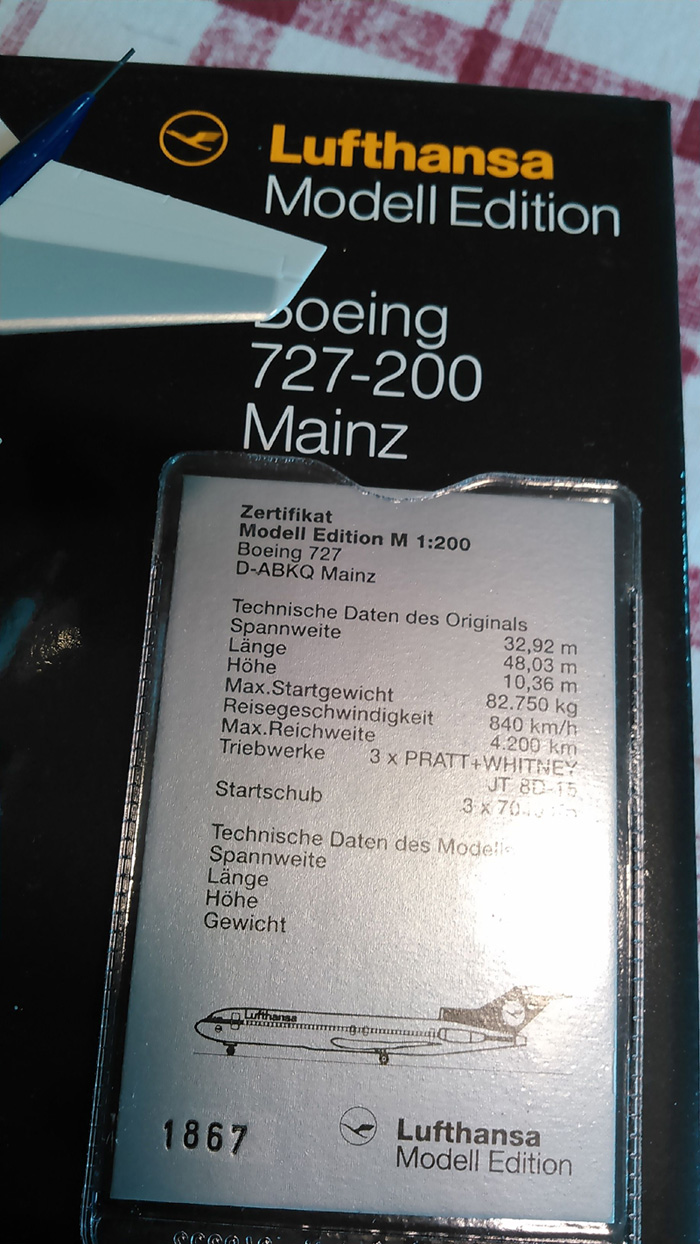 Lufthansa
Modell Edition
Boeing
727-200
Mainz
Zertifikat
Modell Edition M 1:200
Boeing 727
D-ABKQ Mainz
Technische Daten des Originals
Spannweite 32,92 m
Länge 48,03 m
Höhe 10,36 m
Max.Startgewicht 82.750 kg
Reisegeschwindigkeit 840 km/h
Max.Reichweite 4.200 km
Triebwerke 3 x PRATT+WHITNEY
JT 8D-15
Startschub 3 x
Technische Daten des Modells
Spannweite
Länge
Höhe
Gewicht
Lufthansa
1867
Lufthansa
Modell Edition